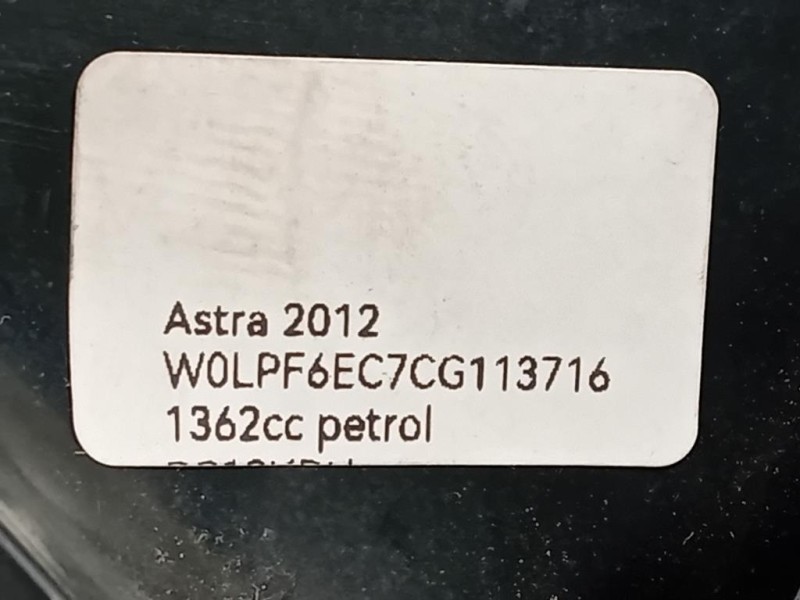 Astra 2012
W0LPF6EC7CG113716
1362cc petrol